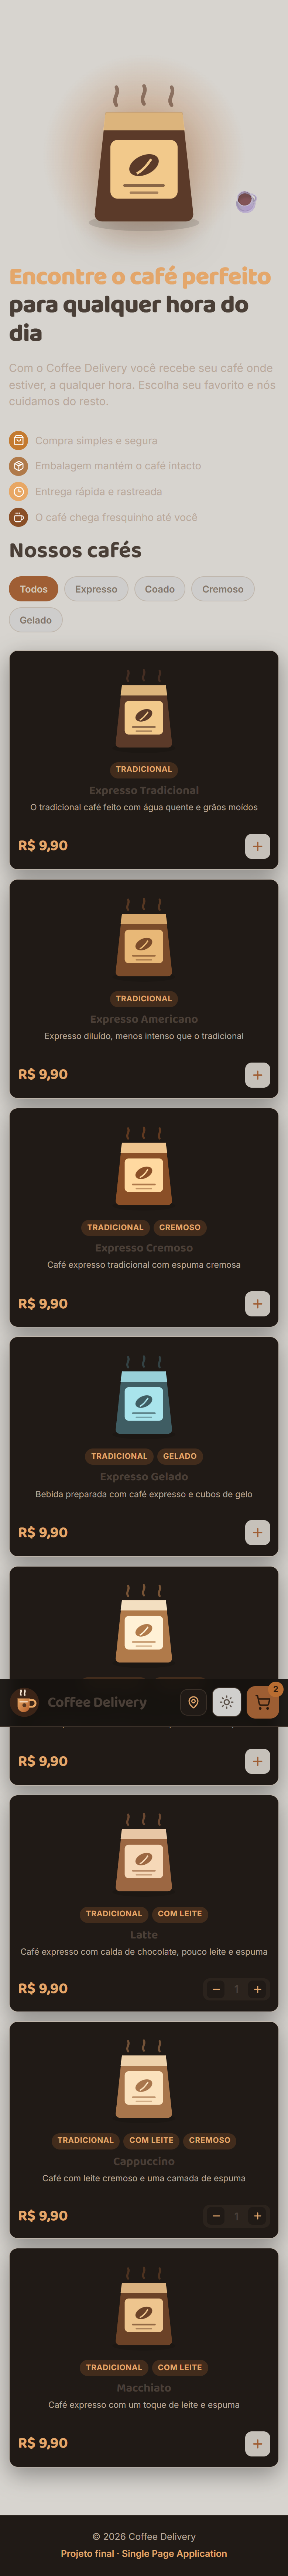 Encontre o café perfeito
para qualquer hora do
dia
Com o Coffee Delivery você recebe seu café onde
estiver, a qualquer hora. Escolha seu favorito e nós
cuidamos do resto.
Compra simples e segura
Embalagem mantém o café intacto
Entrega rápida e rastreada
O café chega fresquinho até você
Nossos cafés
Todos
Expresso
Coado
Cremoso
Gelado
TRADICIONAL
Expresso Tradicional
O tradicional café feito com água quente e grãos moídos
R$ 9,90
TRADICIONAL
Expresso Americano
Expresso diluído, menos intenso que o tradicional
R$ 9,90
TRADICIONAL CREMOSO
Expresso Cremoso
Café expresso tradicional com espuma cremosa
R$ 9,90
TRADICIONAL GELADO
Expresso Gelado
Bebida preparada com café expresso e cubos de gelo
R$ 9,90
Coffee Delivery
2
R$ 9,90
TRADICIONAL COM LEITE
Latte
Café expresso com calda de chocolate, pouco leite e espuma
R$ 9,90
1
TRADICIONAL COM LEITE CREMOSO
Cappuccino
Café com leite cremoso e uma camada de espuma
R$ 9,90
1
TRADICIONAL COM LEITE
Macchiato
Café expresso com um toque de leite e espuma
R$ 9,90
© 2026 Coffee Delivery
Projeto final · Single Page Application